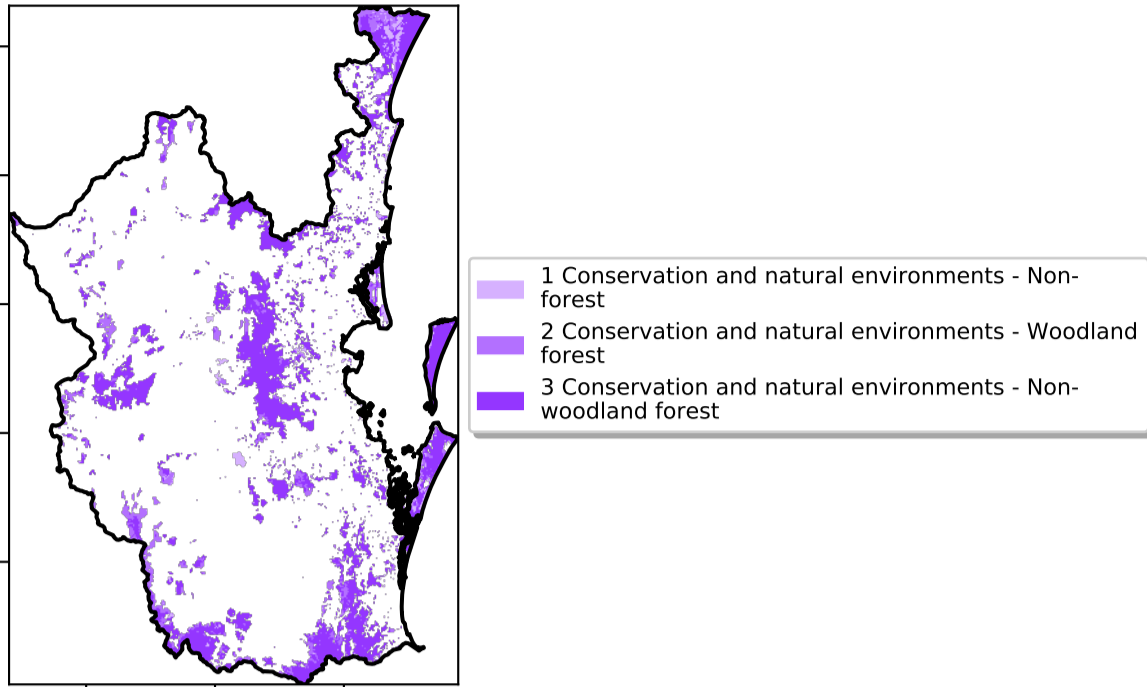 1 Conservation and natural environments - Non-
forest
2 Conservation and natural environments - Woodland
forest
3 Conservation and natural environments - Non-
woodland forest